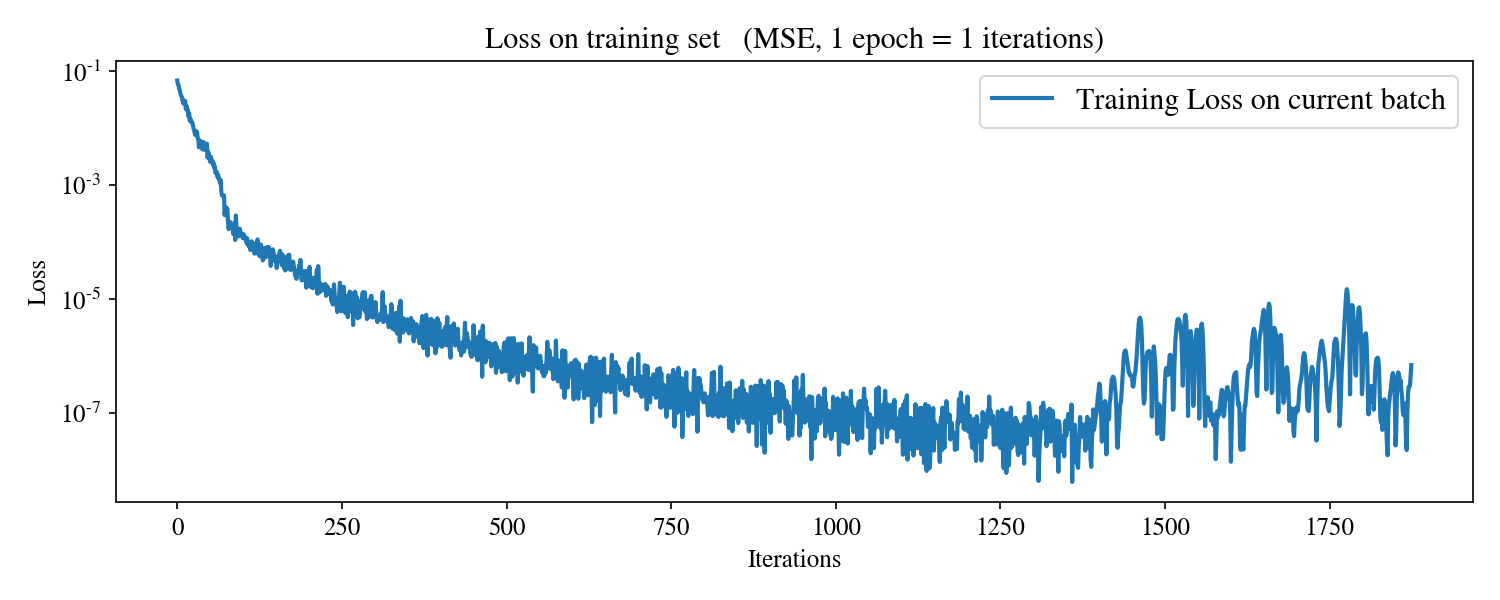 Loss on training set (MSE, 1 epoch = 1 iterations)
Training Loss on current batch
Loss
10-1
10-3
10-5
10-7
0 250 500 750 1000 1250 1500 1750
Iterations